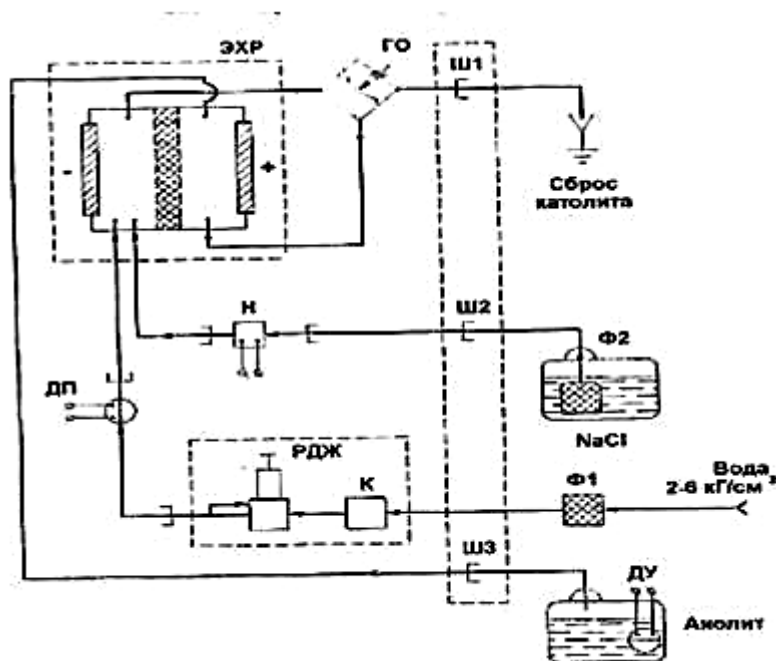 ЭХР
ГО
Ш1
-
+
Сброс
католита
Н
Ш2
Ф2
ДП
NaCl
РДЖ
К
Ф1
Вода,
2-6 кГ/см²
Ш3
ДУ
Анолит